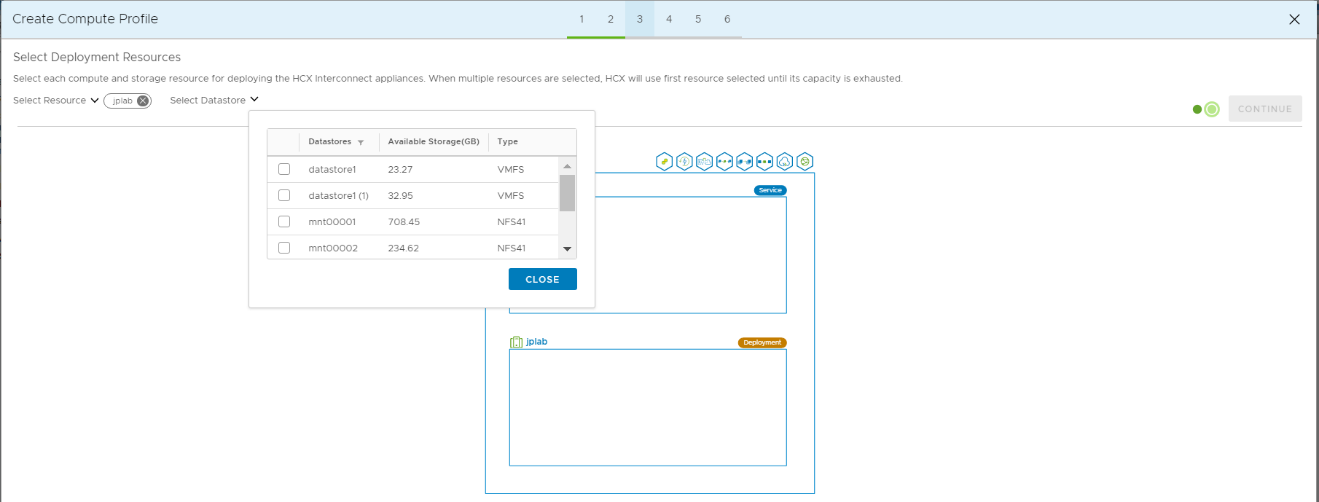 Create Compute Profile
1 2 3 4 5 6
Select Deployment Resources
Select each compute and storage resource for deploying the HCX Interconnect appliances. When multiple resources are selected, HCX will use first resource selected until its capacity is exhausted.
Select Resource jplab Select Datastore
CONTINUE
Datastores Available Storage(GB) Type
datastore1 23.27 VMFS
datastore1 (1) 32.95 VMFS
mnt00001 708.45 NFS41
mnt00002 234.62 NFS41
CLOSE
Service
jplab Deployment